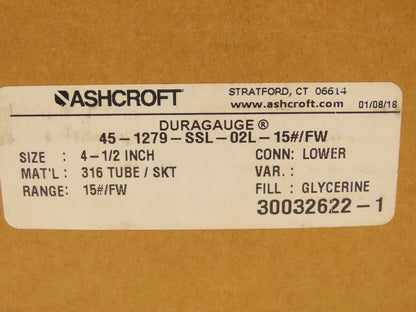 ASHCROFT
STRATFORD, CT 06614
www.ashcroft.com 01/08/18
DURAGAUGE®
45-1279-SSL-02L-15#/FW
SIZE : 4-1/2 INCH CONN: LOWER
MAT'L : 316 TUBE / SKT VAR. :
RANGE: 15#/FW FILL : GLYCERINE
30032622-1